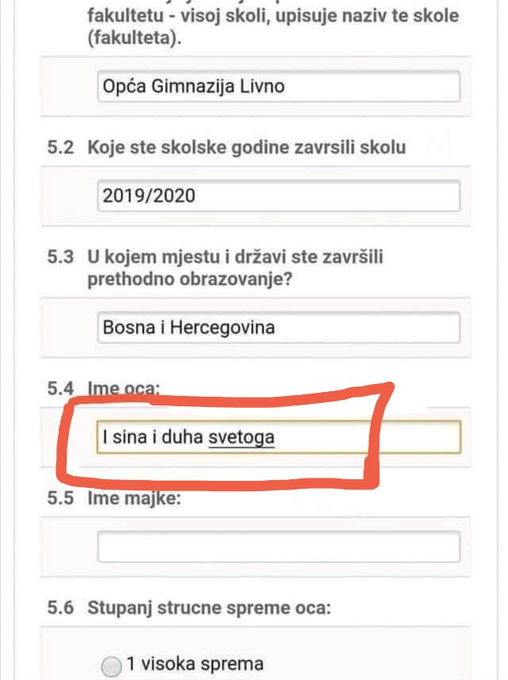 fakultetu - visoj skoli, upisuje naziv te skole
(fakulteta).
Opća Gimnazija Livno
5.2 Koje ste skolske godine zavrsili skolu
2019/2020
5.3 U kojem mjestu i državi ste završili
prethodno obrazovanje?
Bosna i Hercegovina
5.4 Ime oca:
I sina i duha svetoga
5.5 Ime majke:
5.6 Stupanj strucne spreme oca:
1 visoka sprema